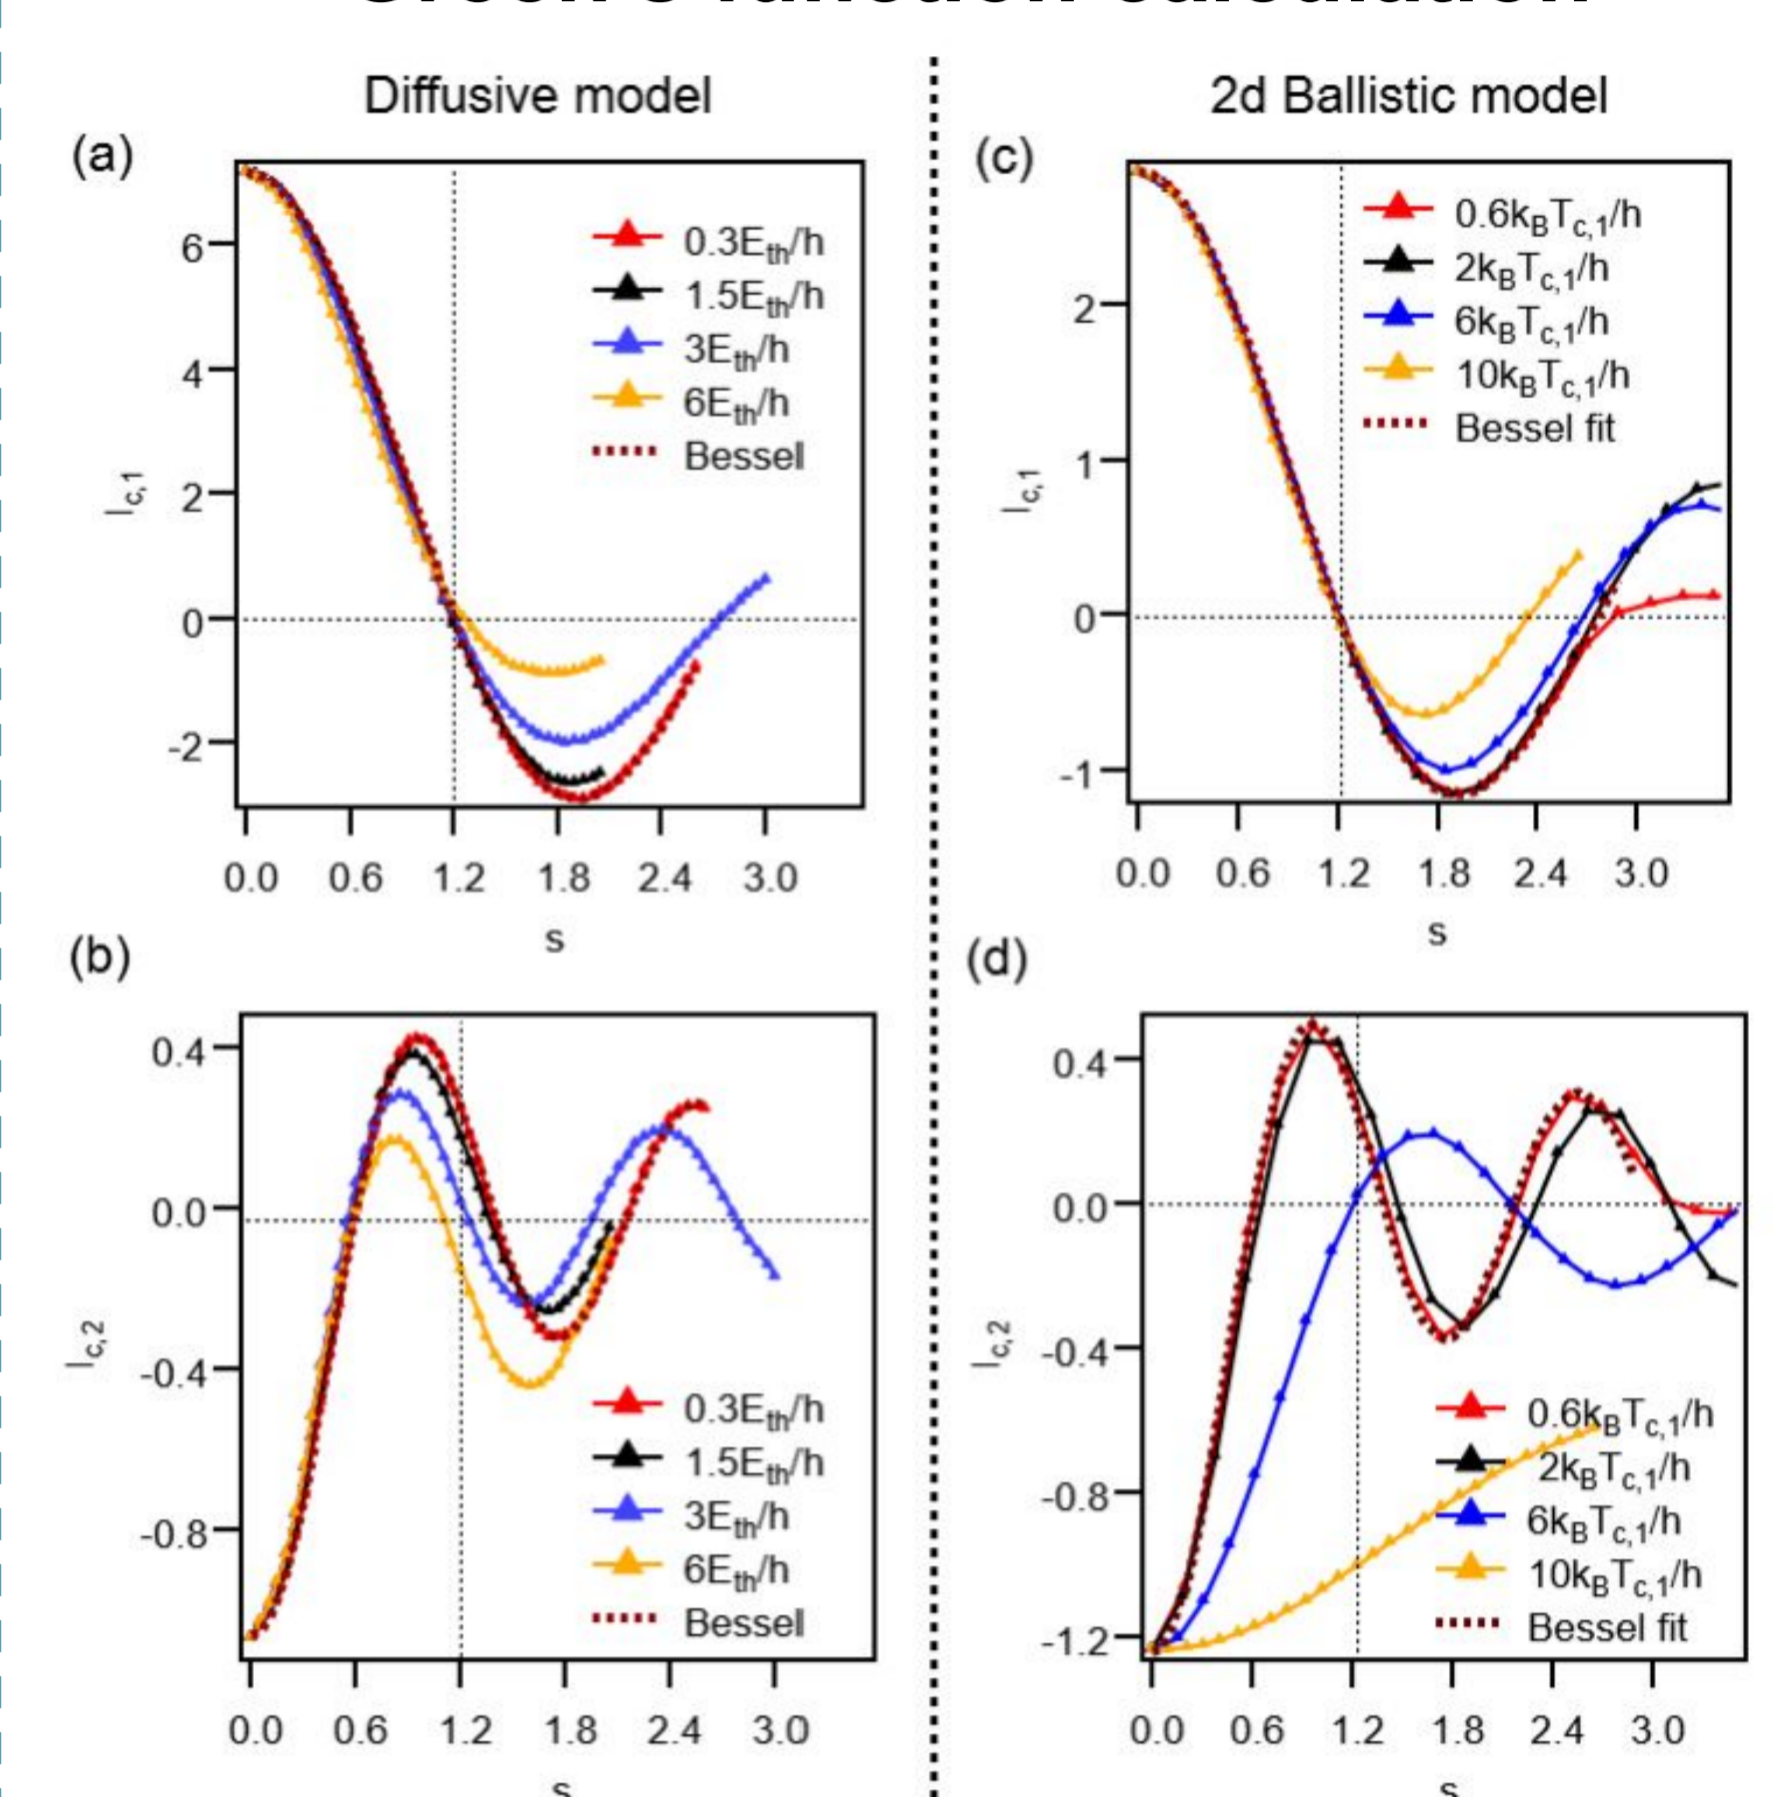 Green's function calculation
Diffusive model
(a)
6
4
2
0
-2
I_c,1
0.3E_th/h
1.5E_th/h
3E_th/h
6E_th/h
Bessel
0.0 0.6 1.2 1.8 2.4 3.0
s
(b)
0.4
0.0
-0.4
-0.8
I_c,2
0.3E_th/h
1.5E_th/h
3E_th/h
6E_th/h
Bessel
0.0 0.6 1.2 1.8 2.4 3.0
s
2d Ballistic model
(c)
2
1
0
-1
I_c,1
0.6k_BT_c,1/h
2k_BT_c,1/h
6k_BT_c,1/h
10k_BT_c,1/h
Bessel fit
0.0 0.6 1.2 1.8 2.4 3.0
s
(d)
0.4
0.0
-0.4
-0.8
-1.2
I_c,2
0.6k_BT_c,1/h
2k_BT_c,1/h
6k_BT_c,1/h
10k_BT_c,1/h
Bessel fit
0.0 0.6 1.2 1.8 2.4 3.0
s